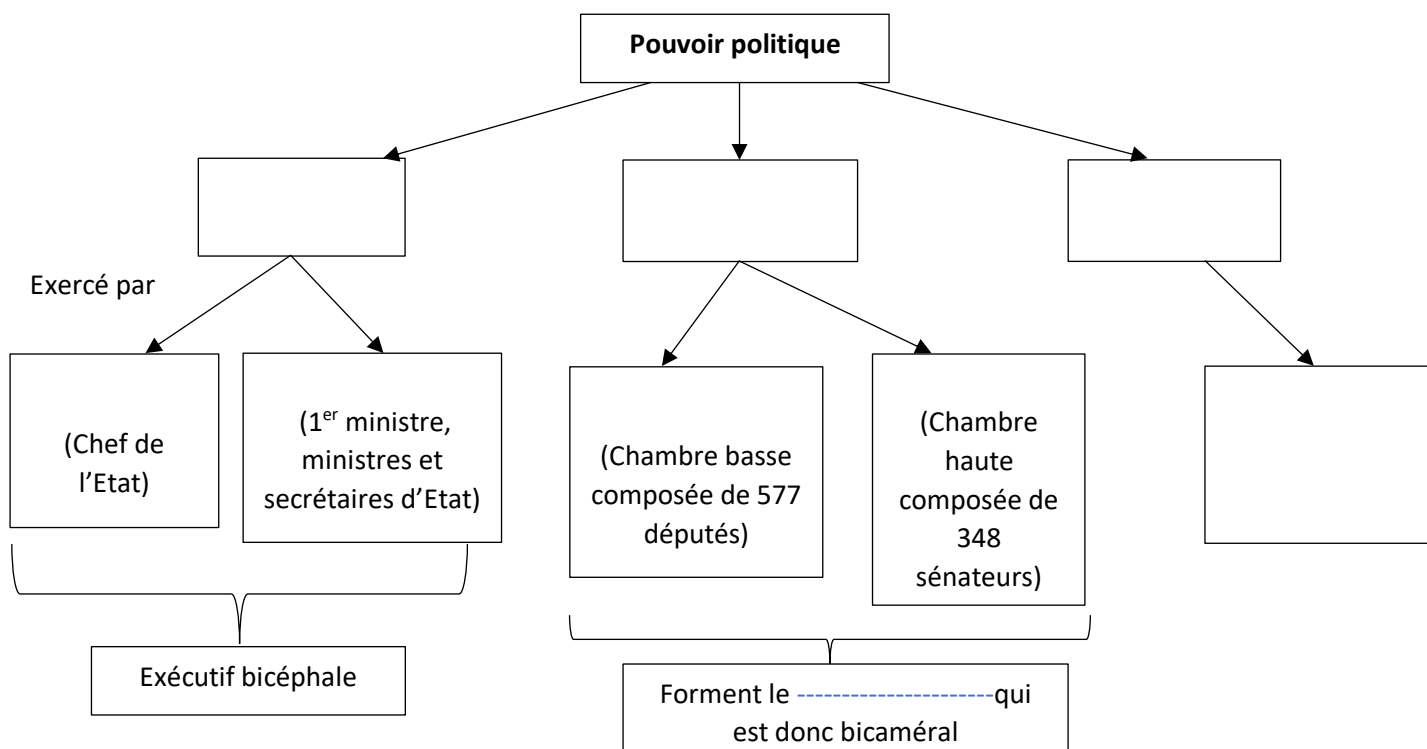 Pouvoir politique
Exercé par
(Chef de
l’Etat)
(1er ministre,
ministres et
secrétaires d’Etat)
(Chambre basse
composée de 577
députés)
(Chambre
haute
composée de
348
sénateurs)
Exécutif bicéphale
Forment le -----------------------qui
est donc bicaméral